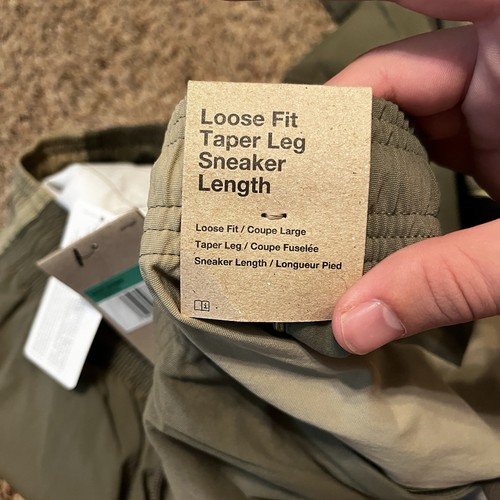 Loose Fit
Taper Leg
Sneaker
Length
Loose Fit / Coupe Large
Taper Leg / Coupe Fuselée
Sneaker Length / Longueur Pied